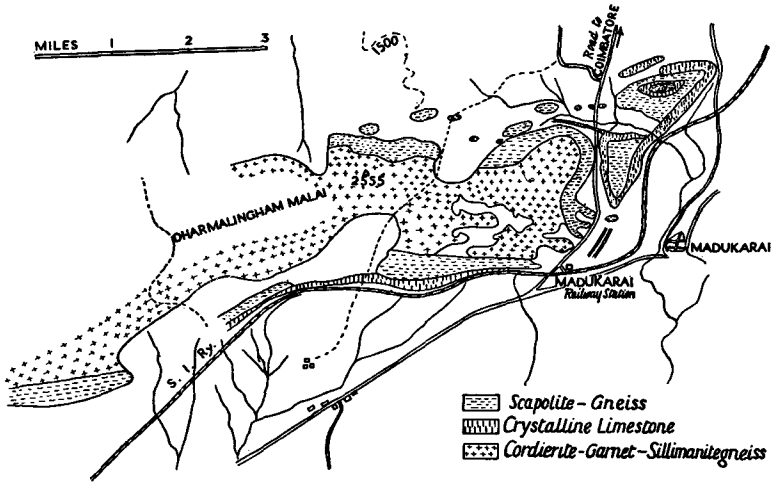 MILES 1 2 3
1500
Road to
COIMBATORE
2555
DHARMALINGHAM MALAI
MADUKARAI
MADUKARAI
Railway Station
S. I. Ry.
Scapolite-Gneiss
Crystalline Limestone
Cordierite-Garnet-Sillimanitegneiss